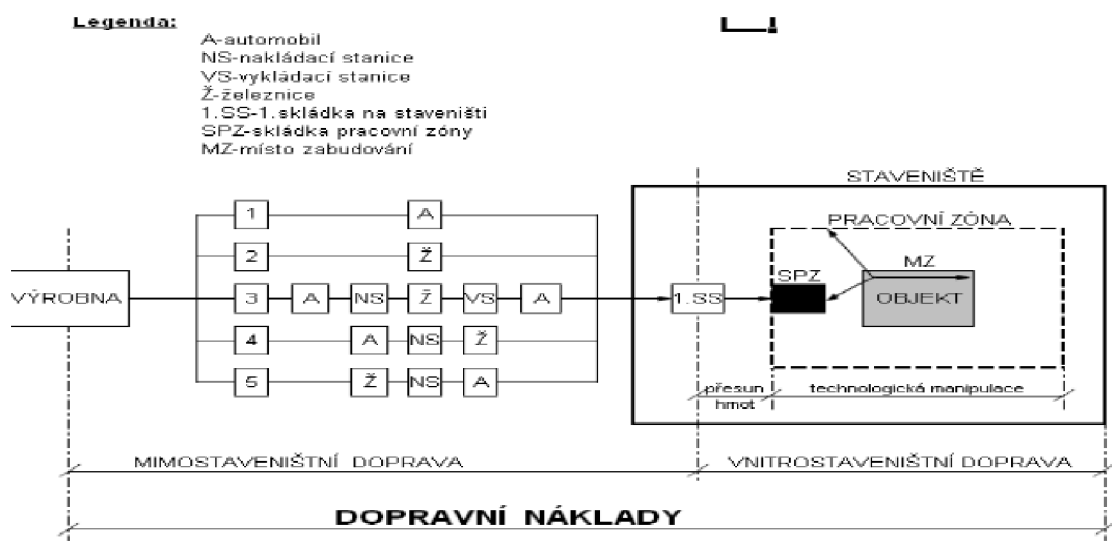 Legenda:
A-automobil
NS-nakládací stanice
VS-vykládací stanice
Ž-železnice
1.SS-1.skládka na staveništi
SPZ-skládka pracovní zóny
MZ-místo zabudování
STAVENIŠTĚ
1 A
2 Ž
3 A NS Ž VS A
4 A NS Ž
5 Ž NS A
VÝROBNA
1.SS
PRACOVNÍ ZÓNA
MZ
SPZ
OBJEKT
přesun
hmot
technologická manipulace
MIMOSTAVENIŠTNÍ DOPRAVA
VNITROSTAVENIŠTNÍ DOPRAVA
DOPRAVNÍ NÁKLADY